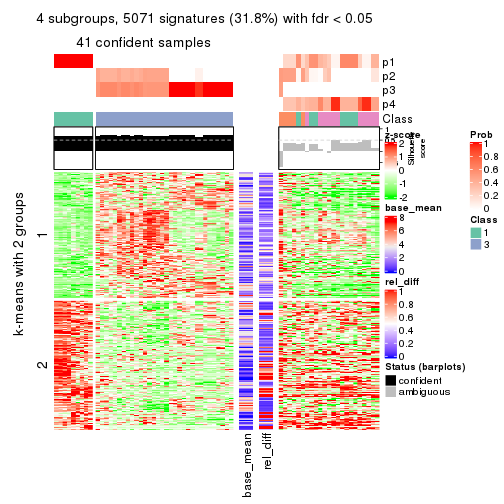 4 subgroups, 5071 signatures (31.8%) with fdr < 0.05
41 confident samples
p1
p2
p3
p4
Class
1
Silhouette
score
k-means with 2 groups
1
2
base_mean
rel_diff
z-score
2
1
0
-1
-2
base_mean
8
6
4
2
0
rel_diff
1
0.8
0.6
0.4
0.2
0
Status (barplots)
confident
ambiguous
Prob
1
0.8
0.6
0.4
0.2
0
Class
1
3